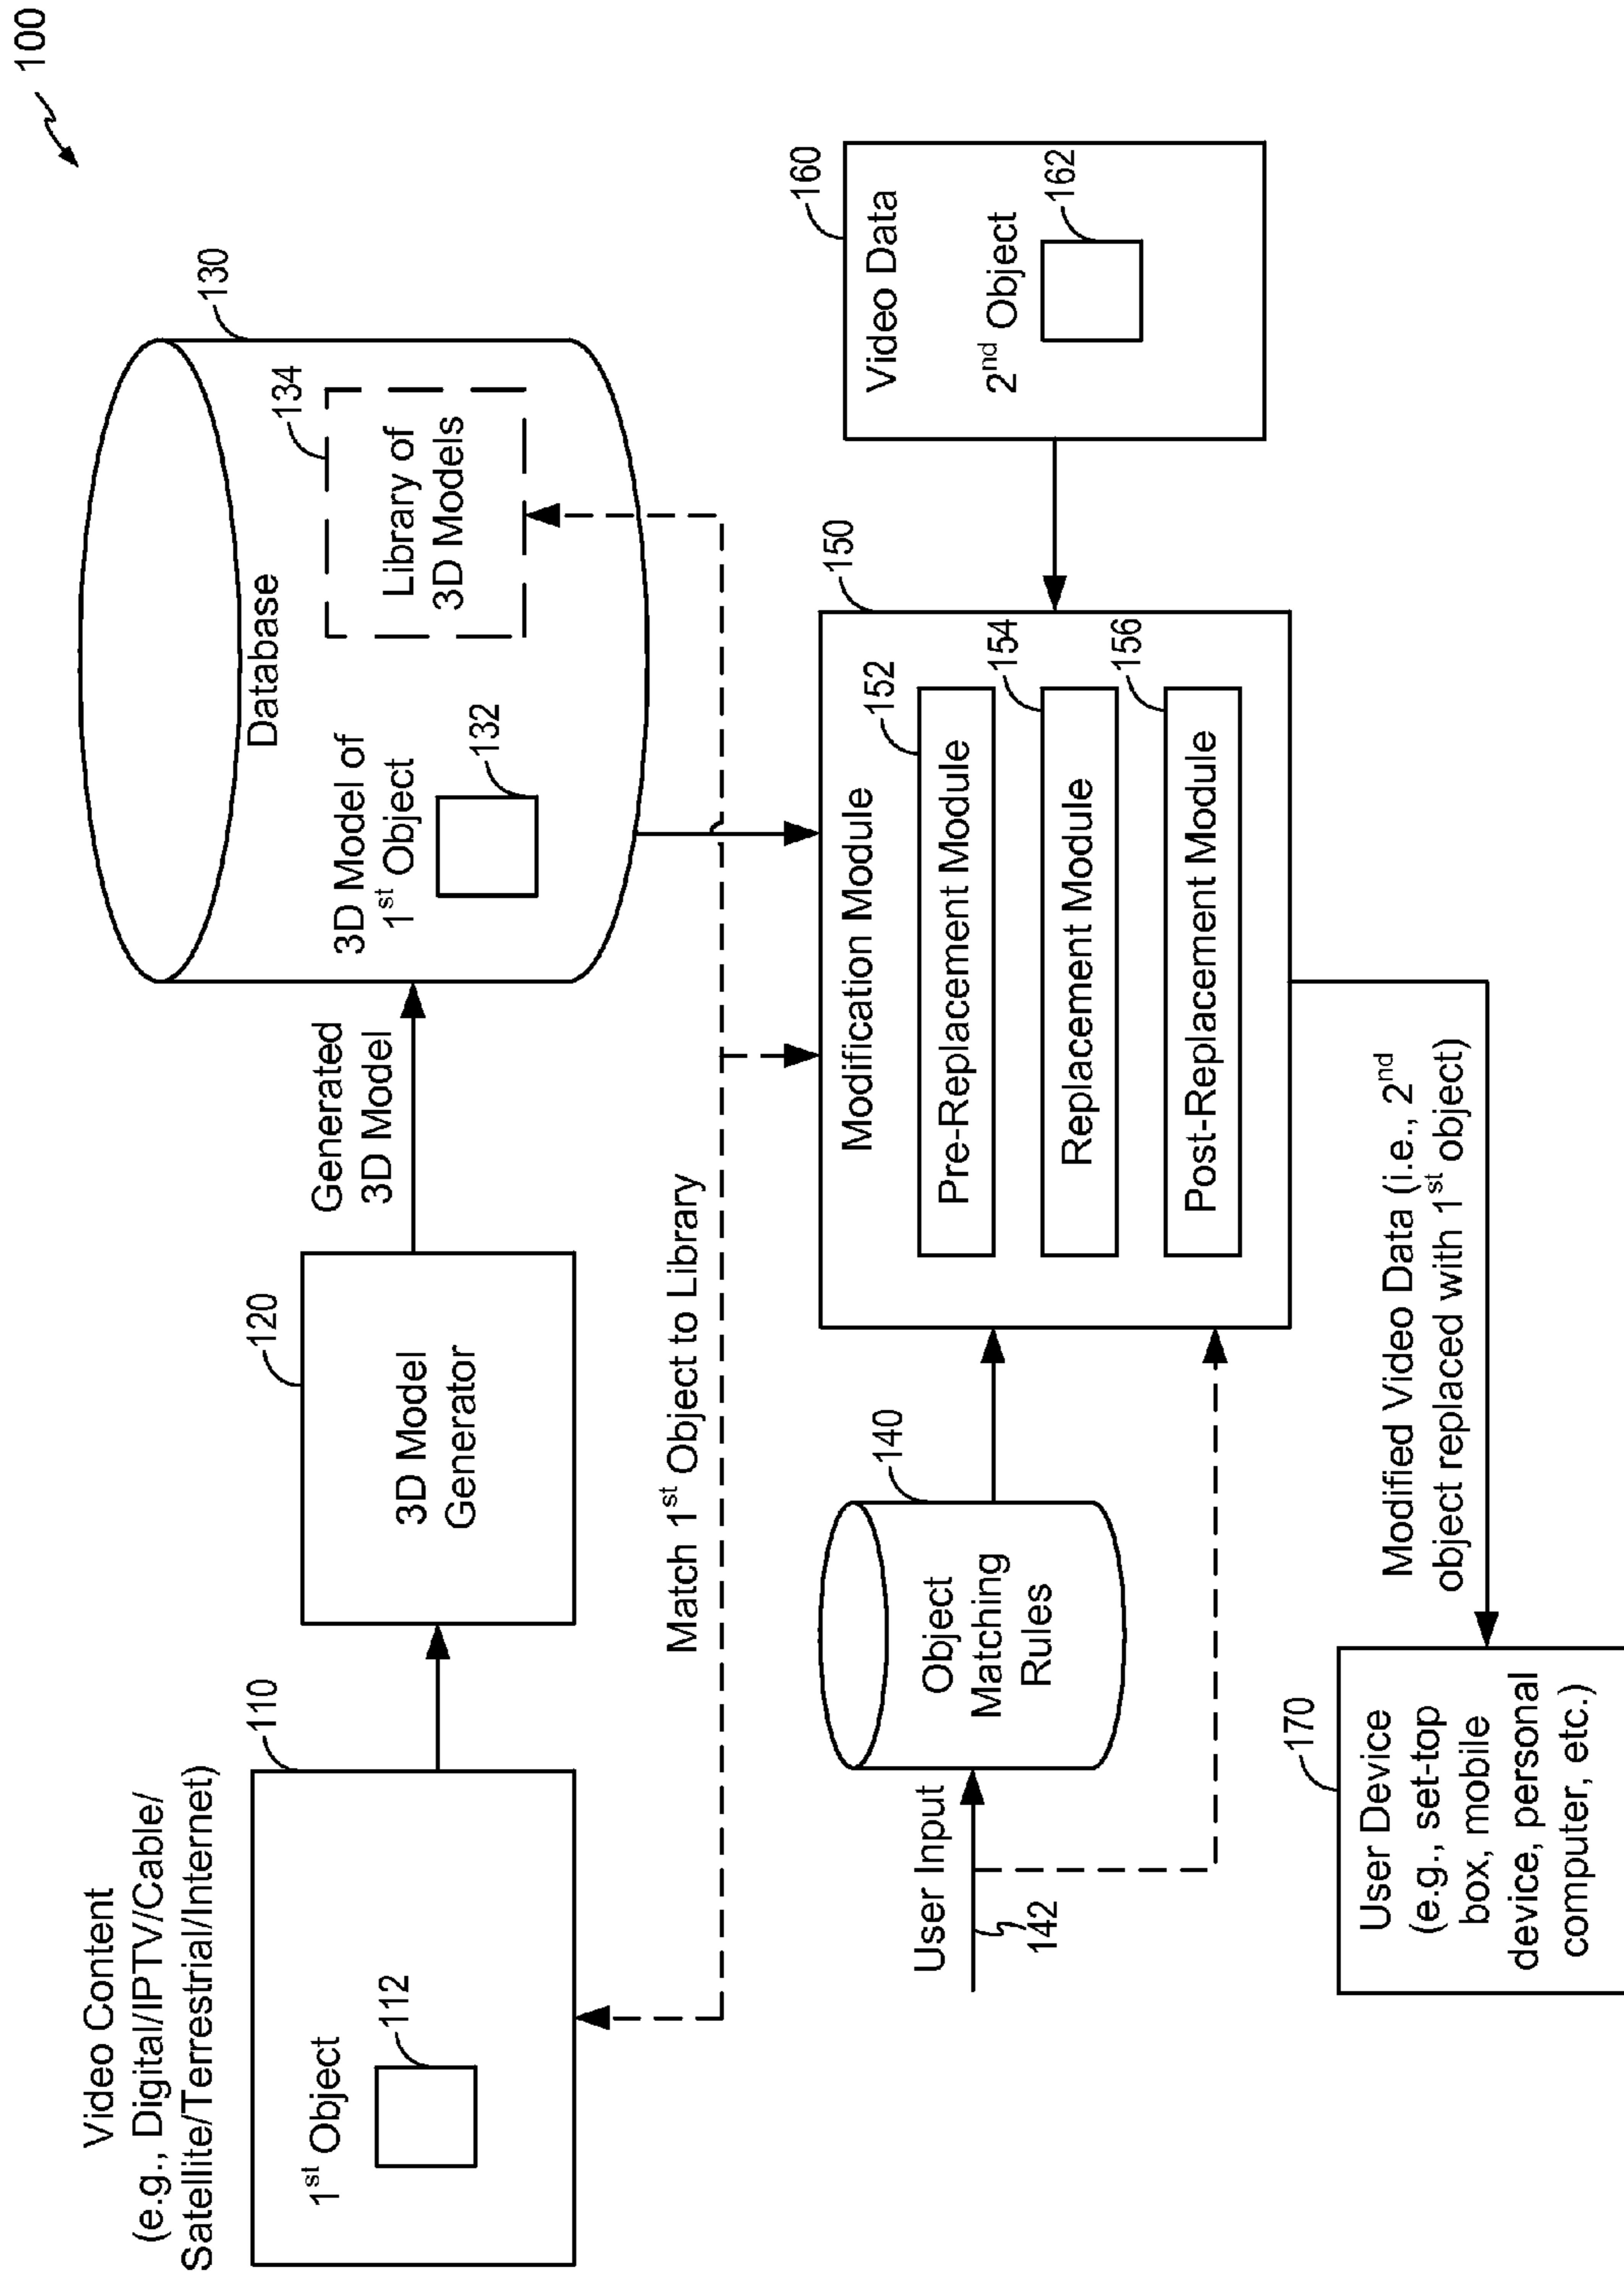 100
Video Content
(e.g., Digital/IPTV/Cable/
Satellite/Terrestrial/Internet)
110
1st Object
112
120
3D Model
Generator
Generated
3D Model
130
Database
3D Model of
1st Object
132
134
Library of
3D Models
Match 1st Object to Library
User Input
142
140
Object
Matching
Rules
150
Modification Module
152
Pre-Replacement Module
154
Replacement Module
156
Post-Replacement Module
160
Video Data
2nd Object
162
Modified Video Data (i.e., 2nd
object replaced with 1st object)
170
User Device
(e.g., set-top
box, mobile
device, personal
computer, etc.)